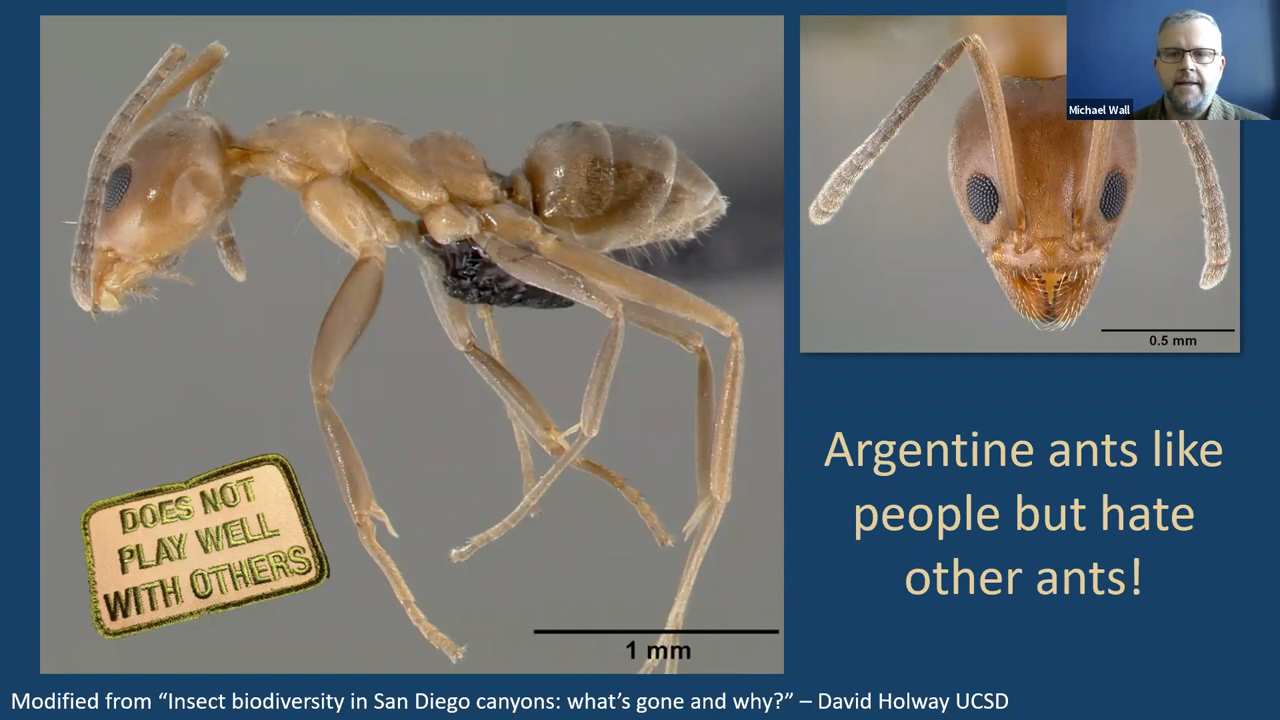 Michael Wall
0.5 mm
Argentine ants like
people but hate
other ants!
DOES NOT
PLAY WELL
WITH OTHERS
1 mm
Modified from “Insect biodiversity in San Diego canyons: what’s gone and why?” – David Holway UCSD